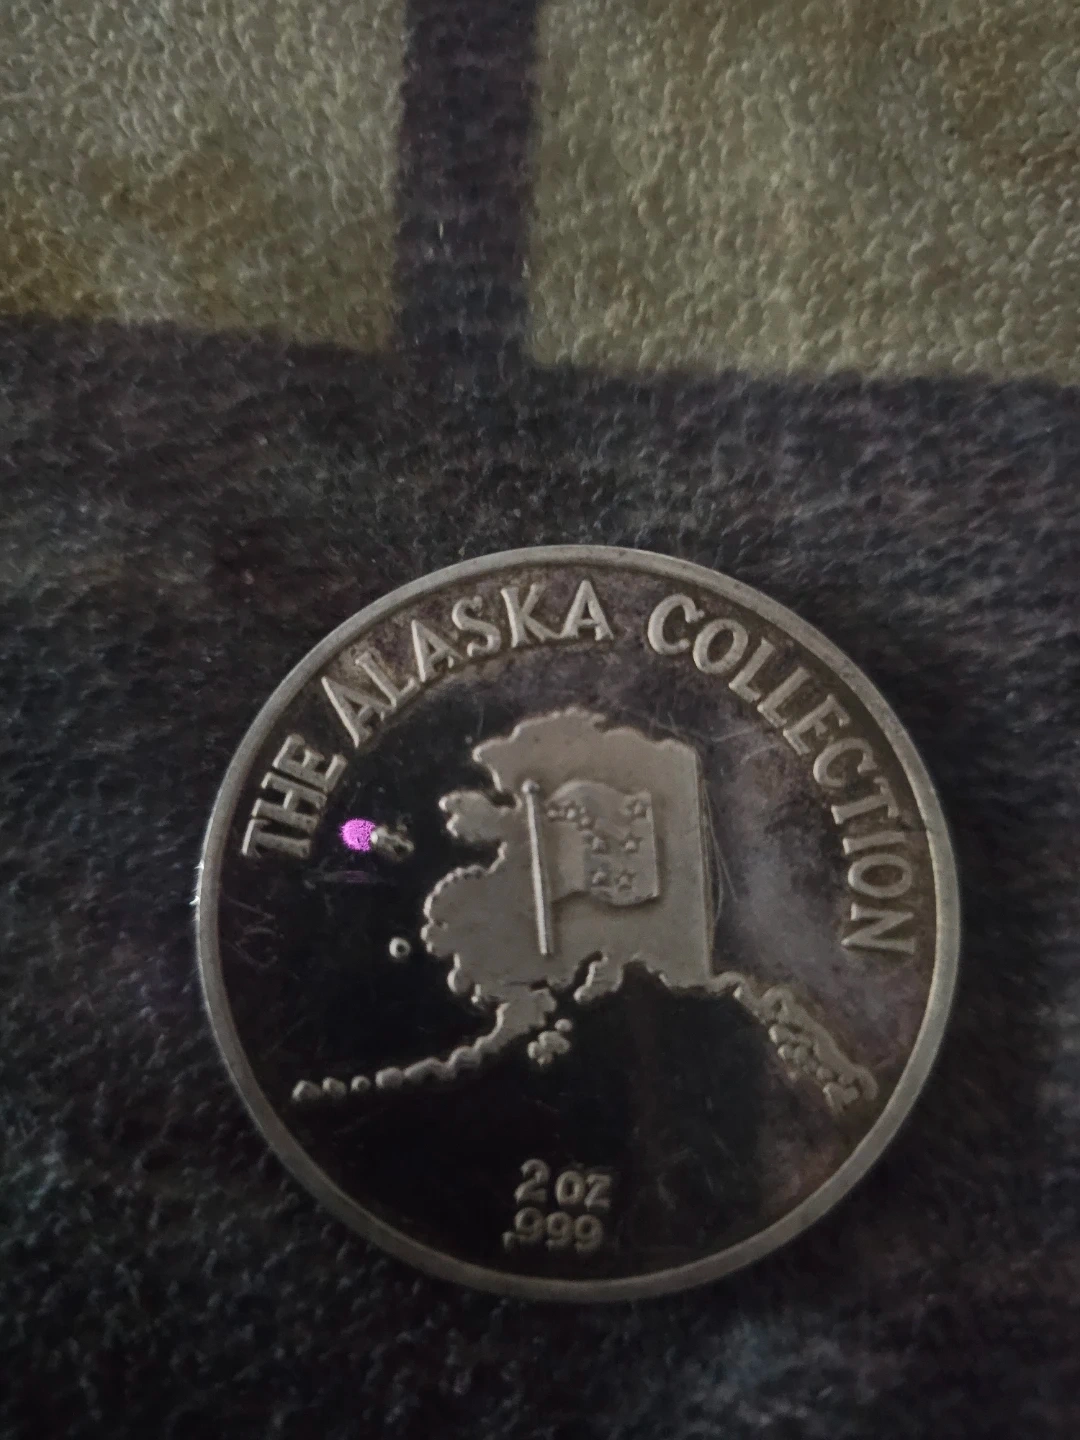 THE ALASKA COLLECTION
2 OZ
.999